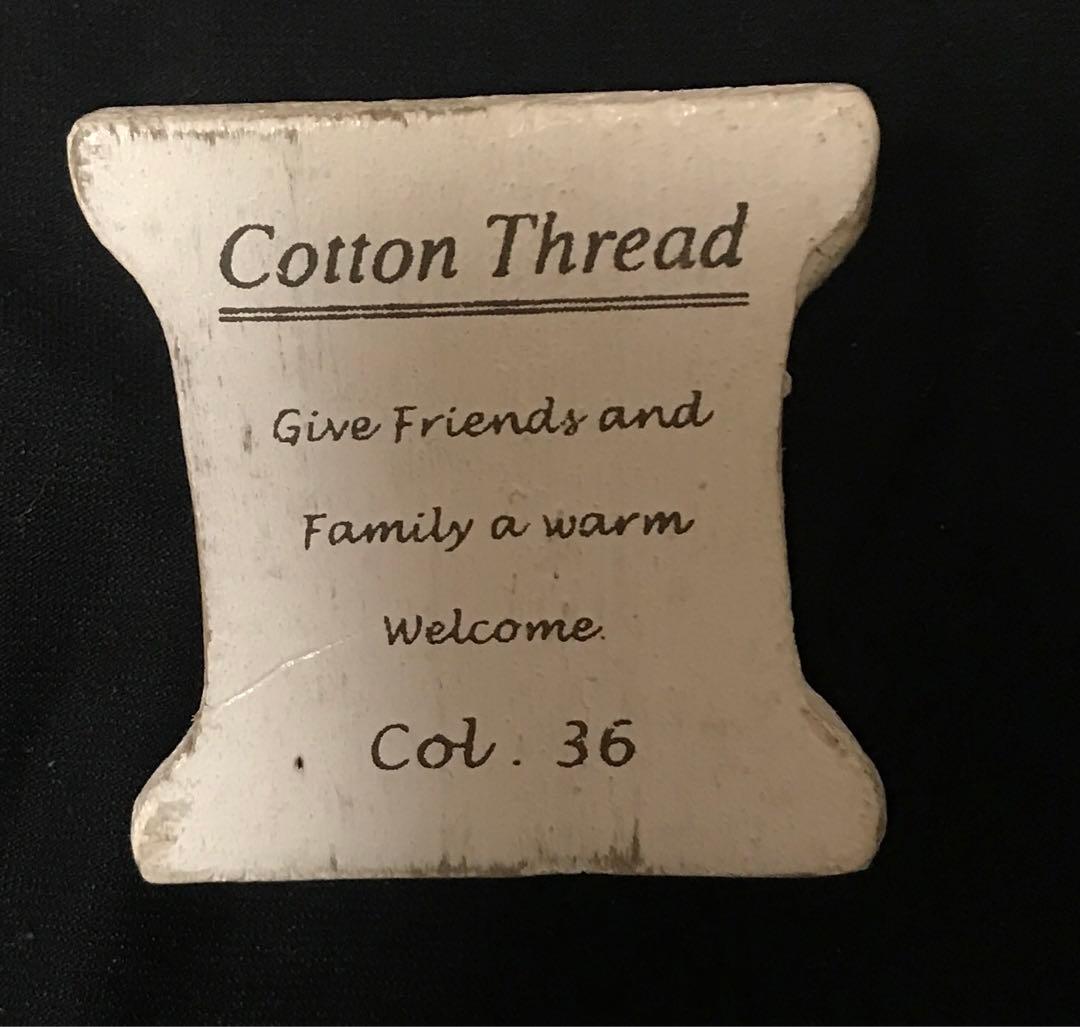 Cotton Thread
Give Friends and
Family a warm
Welcome.
Col. 36